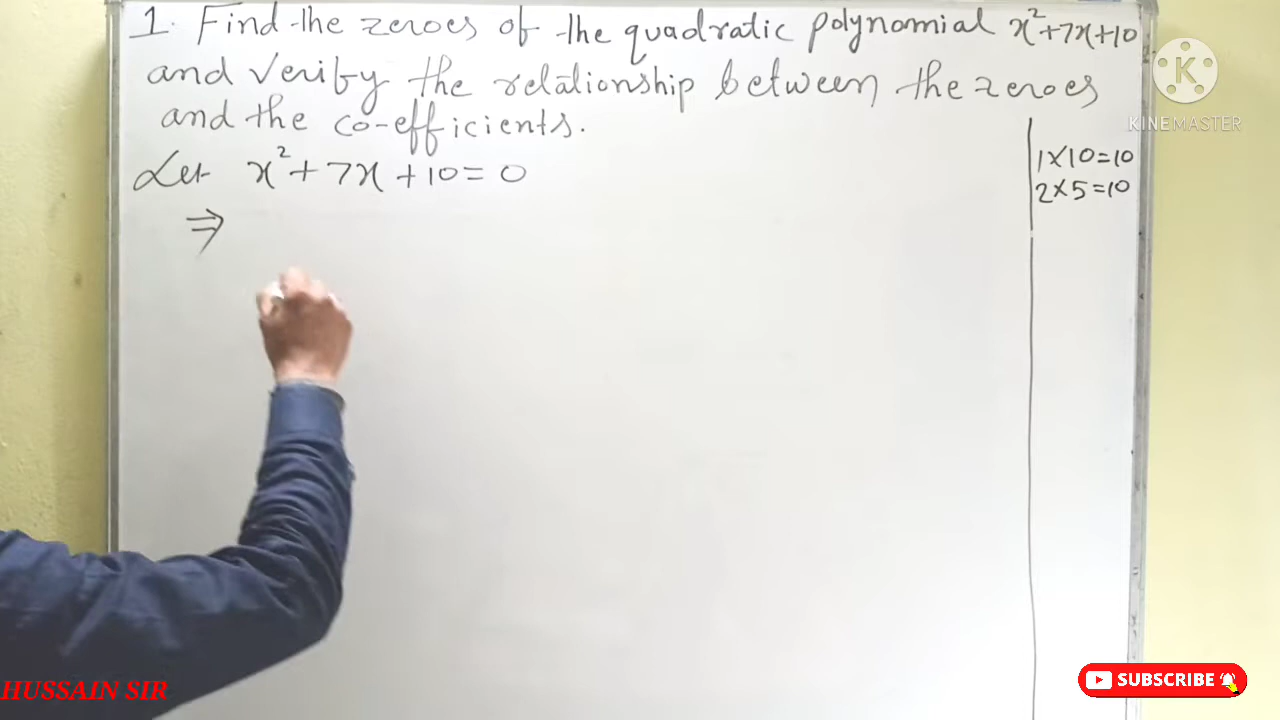 1. Find the zeroes of the quadratic polynomial x²+7x+10
and verify the relationship between the zeroes
and the co-efficients.
Let x²+7x+10=0
⇒
1×10=10
2×5=10
K
KINEMASTER
HUSSAIN SIR
SUBSCRIBE